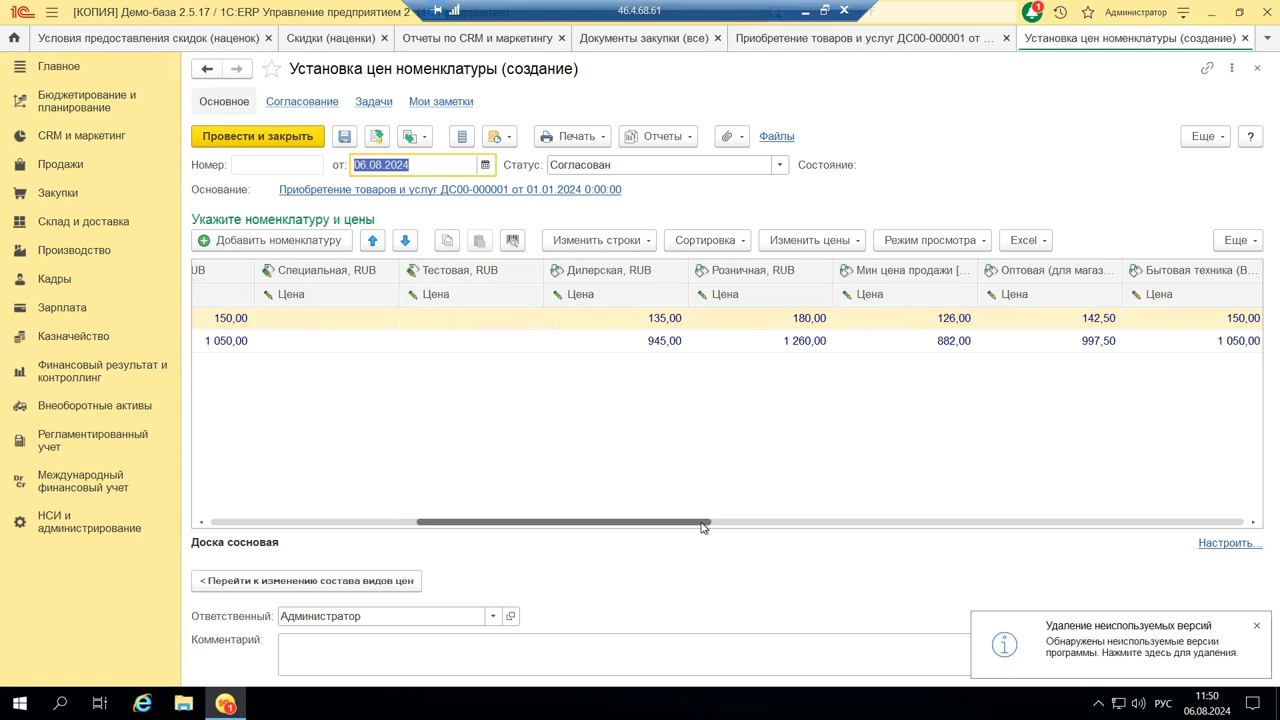 [КОПИЯ] Демо-база 2.5.17 / 1С:ERP Управление предприятием 2
46.4.68.61
Администратор
1
Условия предоставления скидок (наценок) ×
Скидки (наценки) ×
Отчеты по CRM и маркетингу ×
Документы закупки (все) ×
Приобретение товаров и услуг ДС00-000001 от ... ×
Установка цен номенклатуры (создание) ×
Главное
Бюджетирование и
планирование
CRM и маркетинг
Продажи
Закупки
Склад и доставка
Производство
Кадры
Зарплата
Казначейство
Финансовый результат и
контроллинг
Внеоборотные активы
Регламентированный
учет
Dr
Cr
Международный
финансовый учет
НСИ и
администрирование
Установка цен номенклатуры (создание)
Основное Согласование Задачи Мои заметки
Провести и закрыть Печать Отчеты Файлы Еще ?
Номер: от: 06.08.2024 Статус: Согласован Состояние:
Основание: Приобретение товаров и услуг ДС00-000001 от 01.01.2024 0:00:00
Укажите номенклатуру и цены
Добавить номенклатуру Изменить строки Сортировка Изменить цены Режим просмотра Excel Еще
UB Специальная, RUB Тестовая, RUB Дилерская, RUB Розничная, RUB Мин цена продажи [... Оптовая (для магаз... Бытовая техника (В...
Цена Цена Цена Цена Цена Цена Цена
150,00 135,00 180,00 126,00 142,50 150,00
1 050,00 945,00 1 260,00 882,00 997,50 1 050,00
Доска сосновая Настроить...
< Перейти к изменению состава видов цен
Ответственный: Администратор
Комментарий:
Удаление неиспользуемых версий
Обнаружены неиспользуемые версии
программы. Нажмите здесь для удаления.
1
РУС
11:50
06.08.2024